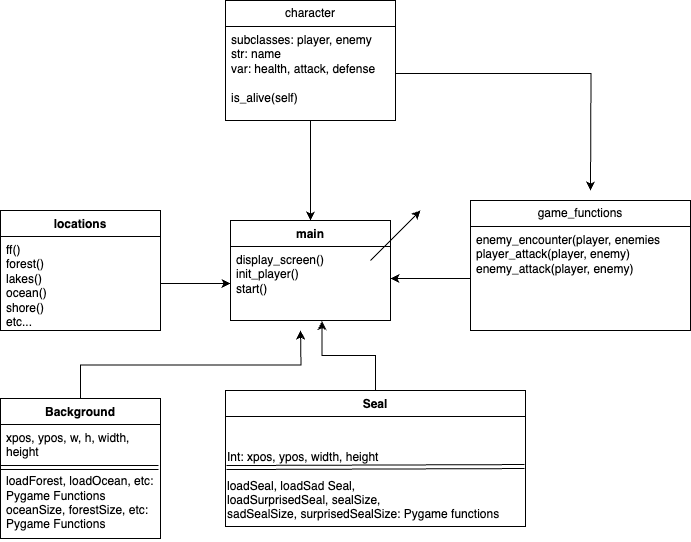 character
subclasses: player, enemy
str: name
var: health, attack, defense
is_alive(self)
locations
ff()
forest()
lakes()
ocean()
shore()
etc...
main
display_screen()
init_player()
start()
game_functions
enemy_encounter(player, enemies
player_attack(player, enemy)
enemy_attack(player, enemy)
Background
xpos, ypos, w, h, width,
height
loadForest, loadOcean, etc:
Pygame Functions
oceanSize, forestSize, etc:
Pygame Functions
Seal
Int: xpos, ypos, width, height
loadSeal, loadSad Seal,
loadSurprisedSeal, sealSize,
sadSealSize, surprisedSealSize: Pygame functions